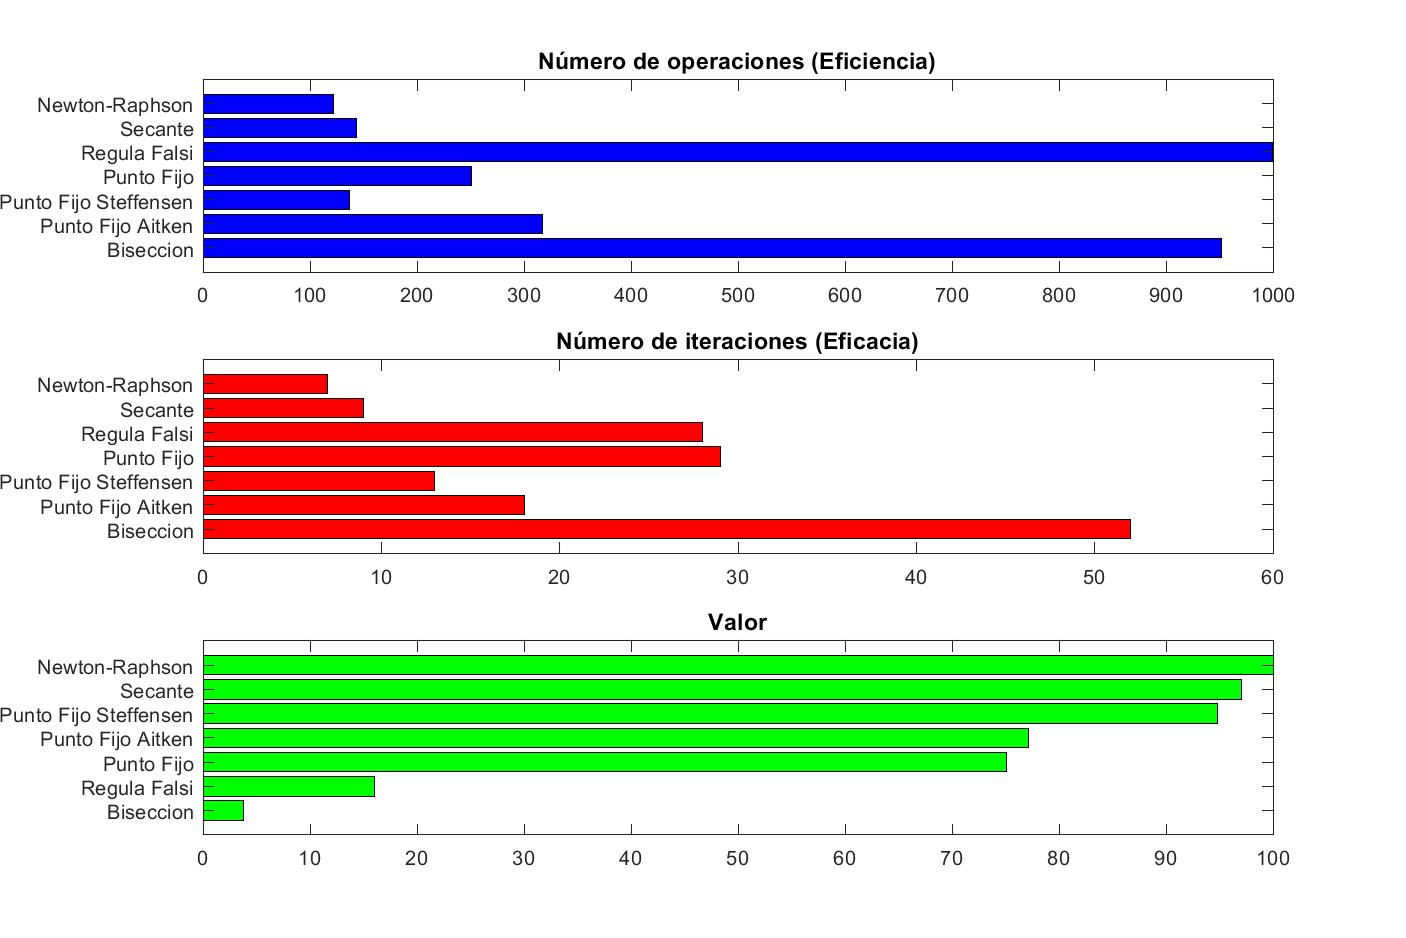 Número de operaciones (Eficiencia)
Newton-Raphson
Secante
Regula Falsi
Punto Fijo
Punto Fijo Steffensen
Punto Fijo Aitken
Biseccion
0 100 200 300 400 500 600 700 800 900 1000
Número de iteraciones (Eficacia)
Newton-Raphson
Secante
Regula Falsi
Punto Fijo
Punto Fijo Steffensen
Punto Fijo Aitken
Biseccion
0 10 20 30 40 50 60
Valor
Newton-Raphson
Secante
Punto Fijo Steffensen
Punto Fijo Aitken
Punto Fijo
Regula Falsi
Biseccion
0 10 20 30 40 50 60 70 80 90 100